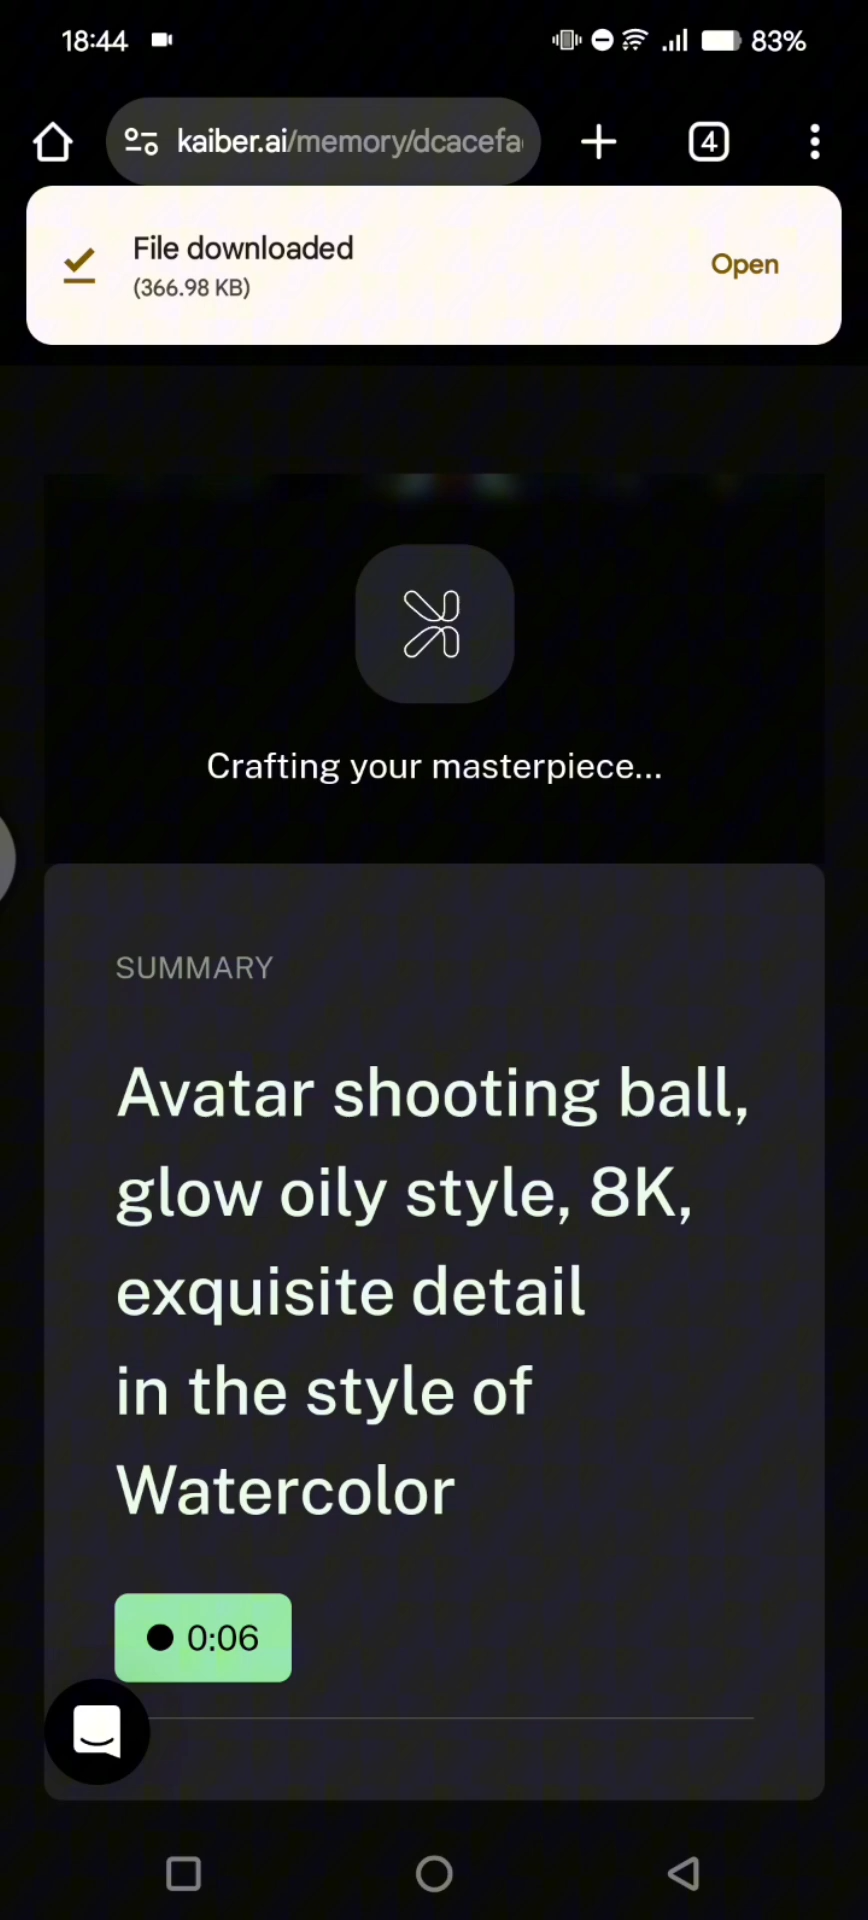 18:44
83%
kaiber.ai/memory/dcacefa
4
File downloaded
(366.98 KB)
Open
Crafting your masterpiece...
SUMMARY
Avatar shooting ball,
glow oily style, 8K,
exquisite detail
in the style of
Watercolor
0:06